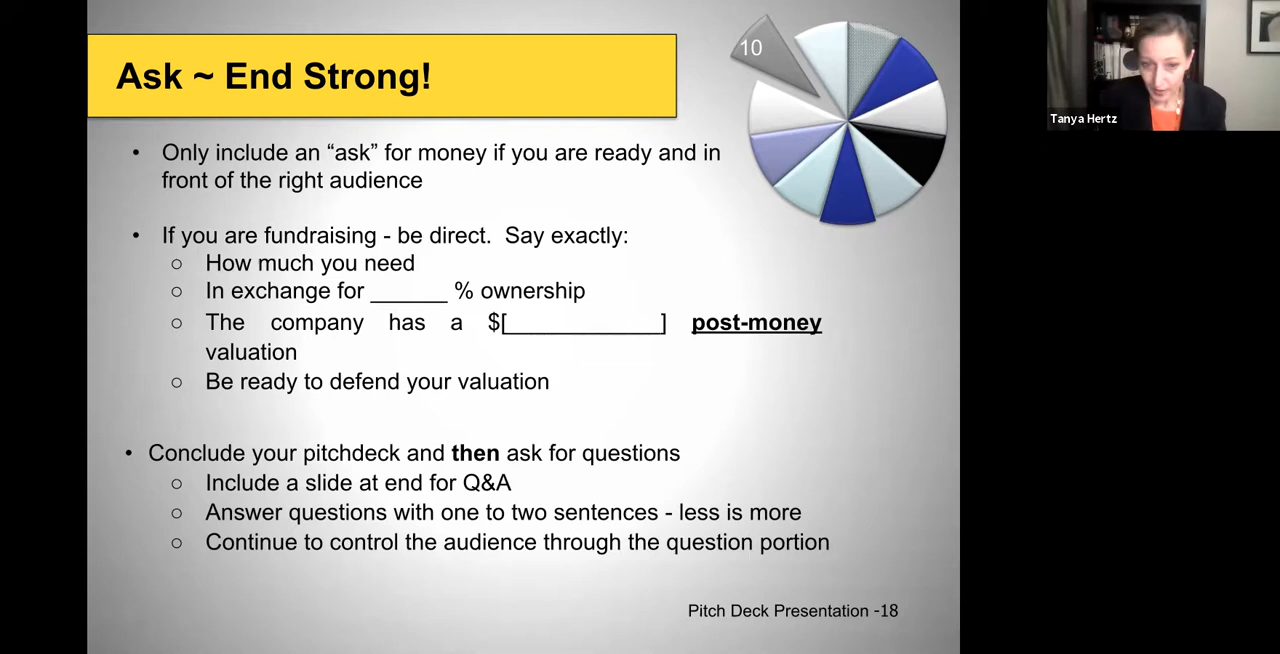 Ask ~ End Strong!
10
Tanya Hertz
• Only include an “ask” for money if you are ready and in
front of the right audience
• If you are fundraising - be direct.  Say exactly:
○ How much you need
○ In exchange for ______ % ownership
○ The company has a $[____________] post-money
valuation
○ Be ready to defend your valuation
• Conclude your pitchdeck and then ask for questions
○ Include a slide at end for Q&A
○ Answer questions with one to two sentences - less is more
○ Continue to control the audience through the question portion
Pitch Deck Presentation -18